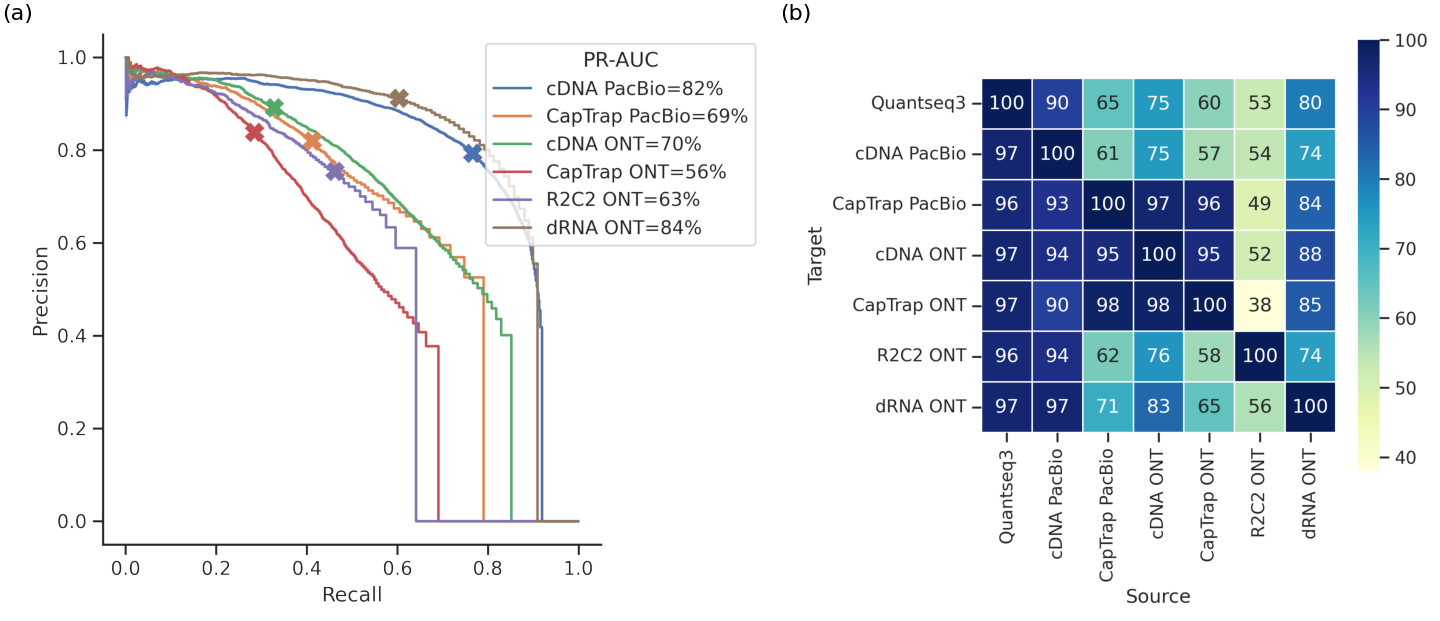 (a)
1.0
0.8
0.6
0.4
0.2
0.0
Precision
0.0 0.2 0.4 0.6 0.8 1.0
Recall
PR-AUC
cDNA PacBio=82%
CapTrap PacBio=69%
cDNA ONT=70%
CapTrap ONT=56%
R2C2 ONT=63%
dRNA ONT=84%
(b)
Target
Quantseq3 100 90 65 75 60 53 80
cDNA PacBio 97 100 61 75 57 54 74
CapTrap PacBio 96 93 100 97 96 49 84
cDNA ONT 97 94 95 100 95 52 88
CapTrap ONT 97 90 98 98 100 38 85
R2C2 ONT 96 94 62 76 58 100 74
dRNA ONT 97 97 71 83 65 56 100
Quantseq3
cDNA PacBio
CapTrap PacBio
cDNA ONT
CapTrap ONT
R2C2 ONT
dRNA ONT
Source
100
90
80
70
60
50
40